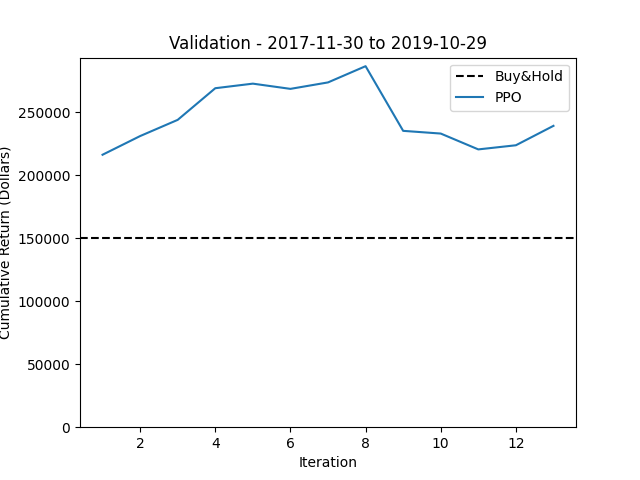 Validation - 2017-11-30 to 2019-10-29
Buy&Hold
PPO
Cumulative Return (Dollars)
250000
200000
150000
100000
50000
0
2
4
6
8
10
12
Iteration